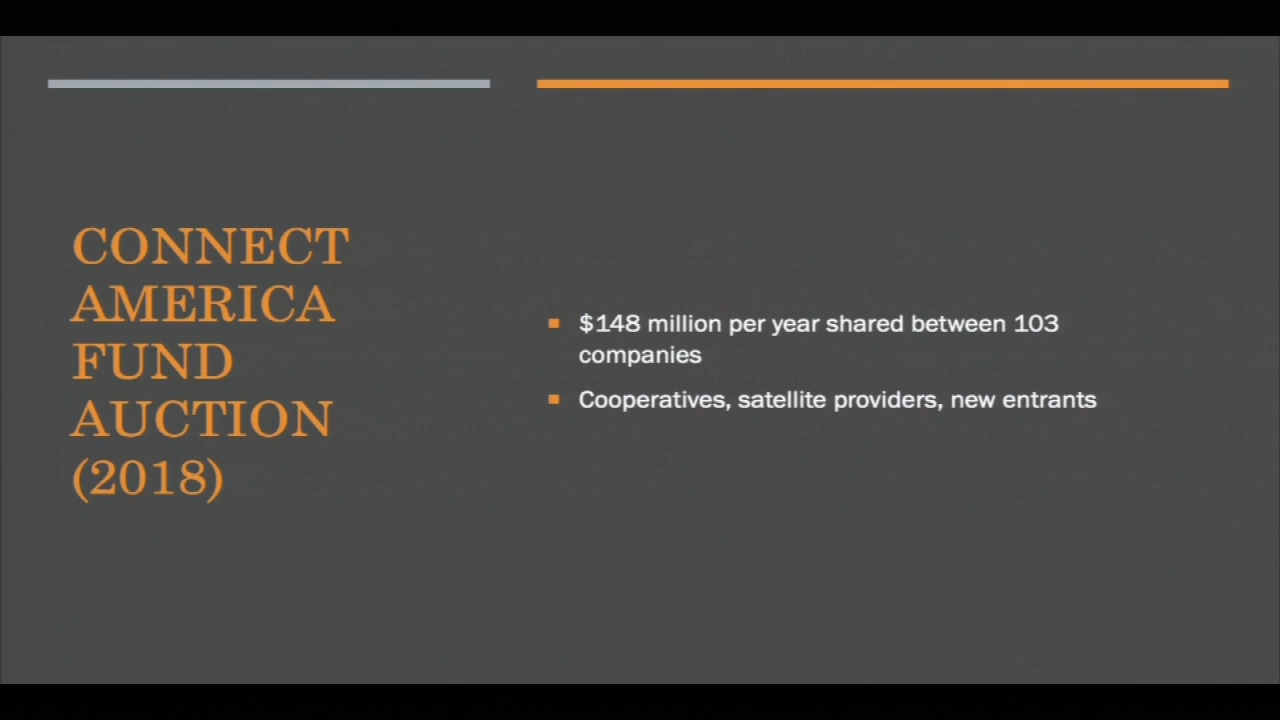 CONNECT
AMERICA
FUND
AUCTION
(2018)
$148 million per year shared between 103
companies
Cooperatives, satellite providers, new entrants